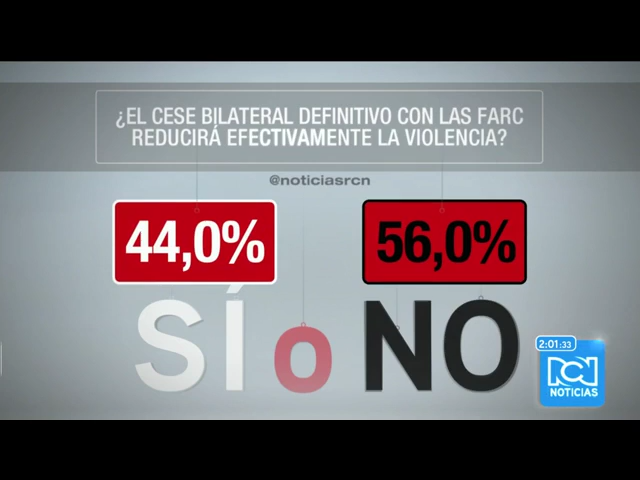 ¿EL CESE BILATERAL DEFINITIVO CON LAS FARC
REDUCIRÁ EFECTIVAMENTE LA VIOLENCIA?
@noticiasrcn
44,0% 56,0%
SÍ o NO
2:01:33
RCN
NOTICIAS